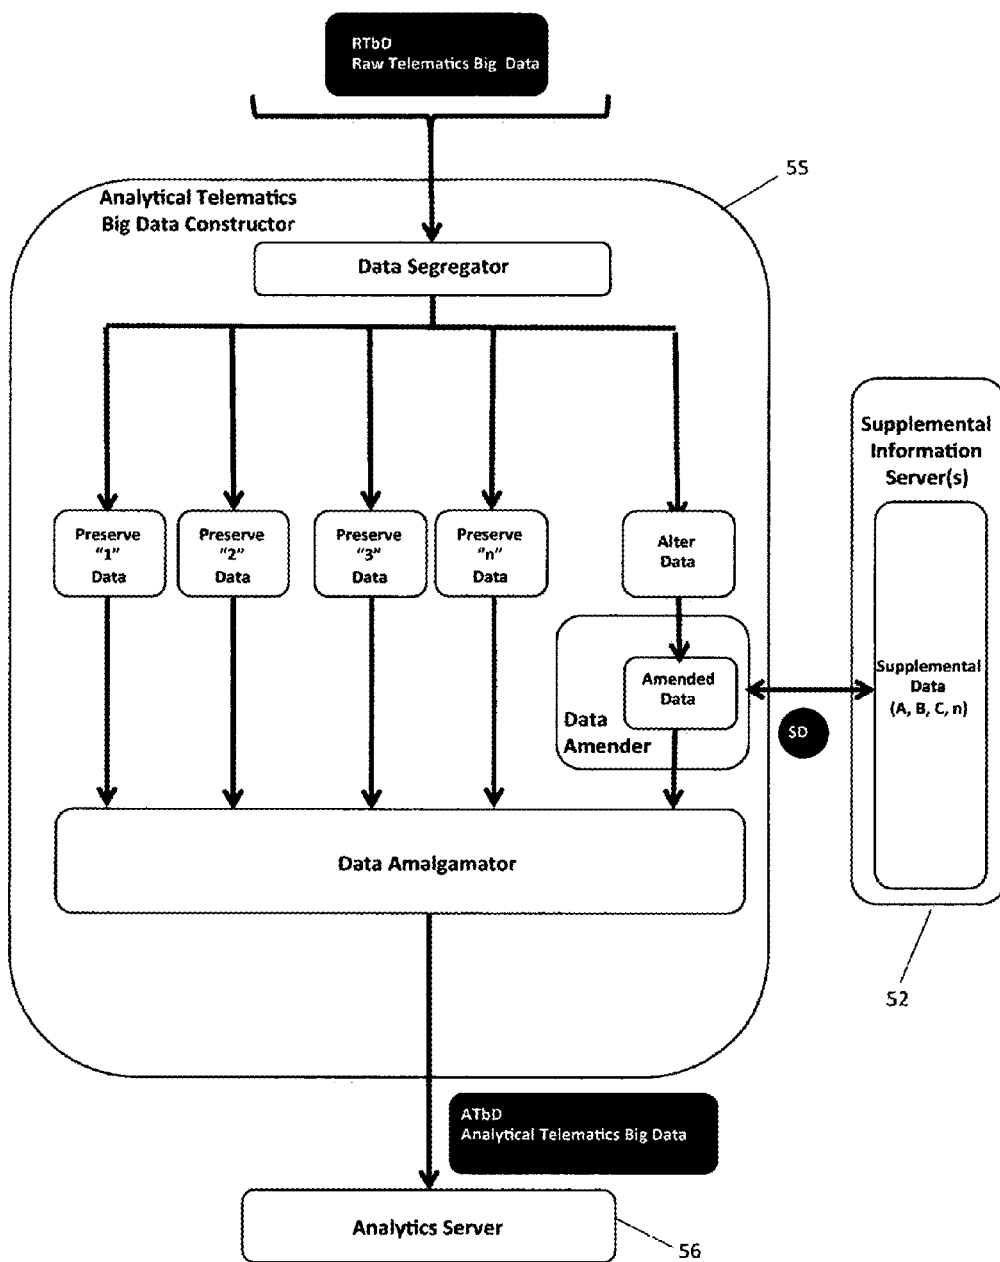 RTbD
Raw Telematics Big Data
55
Analytical Telematics
Big Data Constructor
Data Segregator
Supplemental
Information
Server(s)
Preserve
"1"
Data
Preserve
"2"
Data
Preserve
"3"
Data
Preserve
"n"
Data
Alter
Data
Amended
Data
Data
Amender
SD
Supplemental
Data
(A, B, C, n)
Data Amalgamator
52
ATbD
Analytical Telematics Big Data
Analytics Server
56